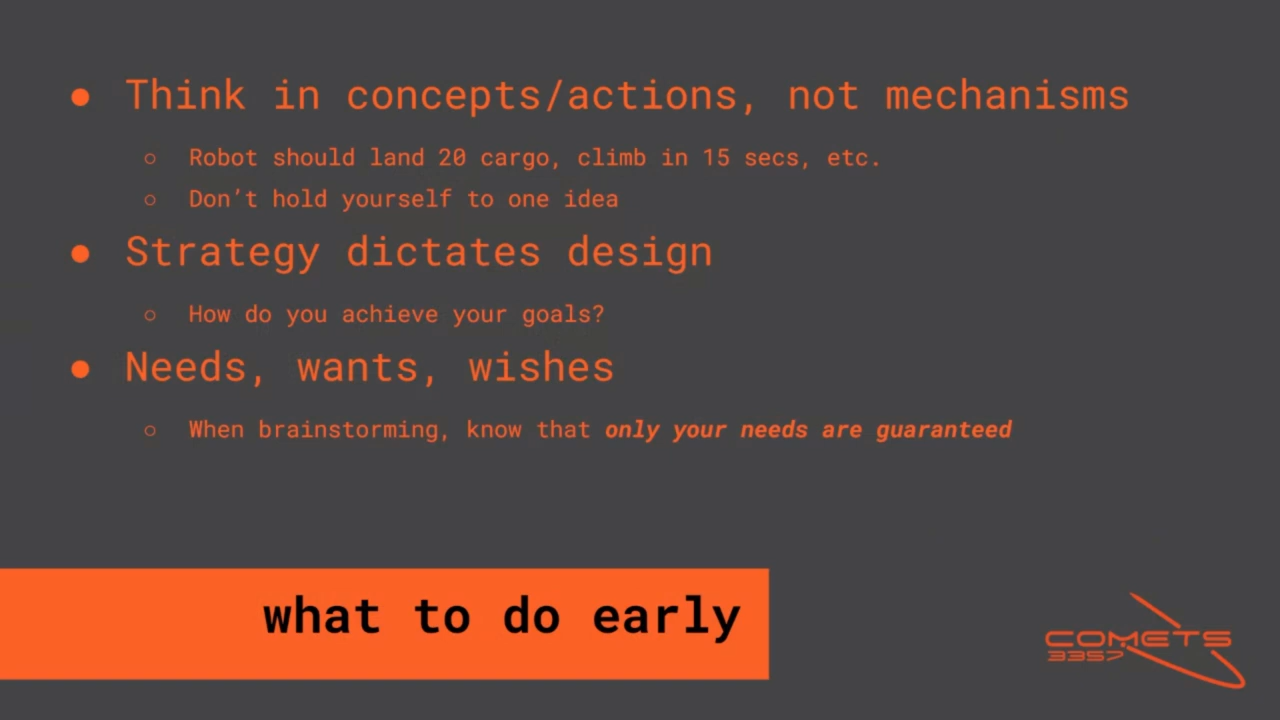 ● Think in concepts/actions, not mechanisms
○ Robot should land 20 cargo, climb in 15 secs, etc.
○ Don't hold yourself to one idea
● Strategy dictates design
○ How do you achieve your goals?
● Needs, wants, wishes
○ When brainstorming, know that only your needs are guaranteed
what to do early
COMETS
3357